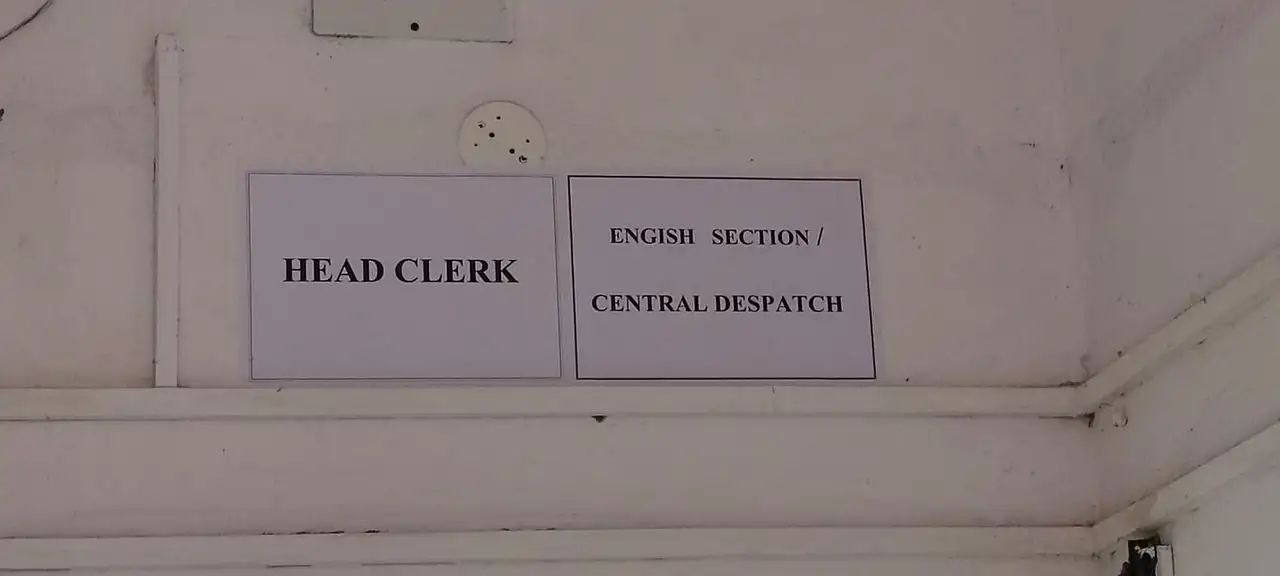 HEAD CLERK
ENGISH SECTION /
CENTRAL DESPATCH